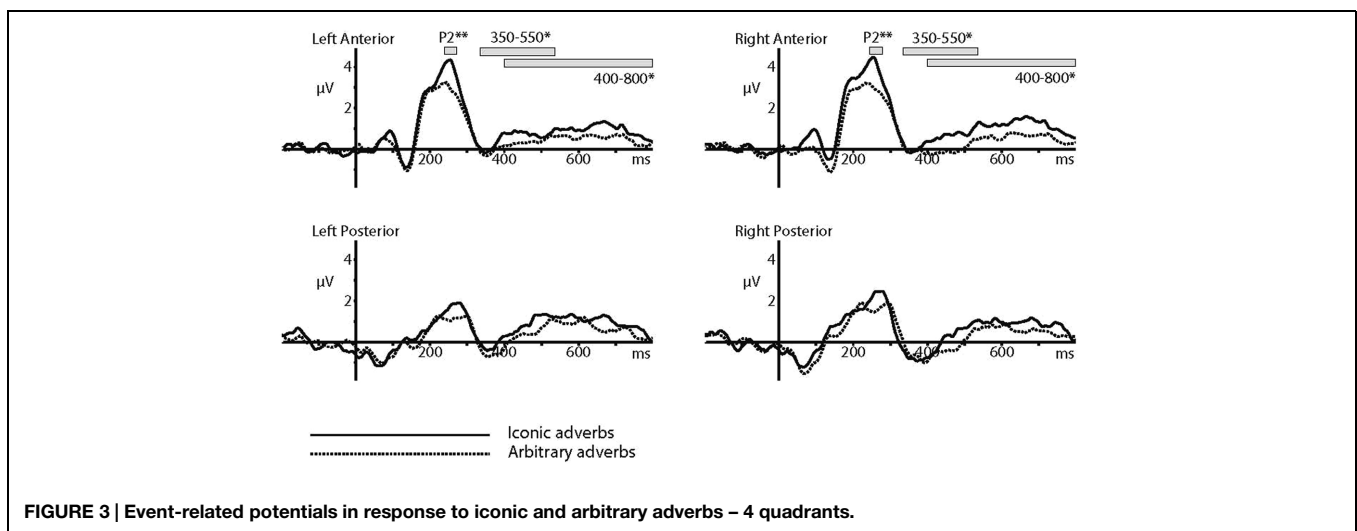 Left Anterior
P2**
350-550*
400-800*
4
µV
2
200
400
600
ms
Right Anterior
P2**
350-550*
400-800*
4
µV
2
200
400
600
ms
Left Posterior
4
µV
2
200
400
600
ms
Right Posterior
4
µV
2
200
400
600
ms
Iconic adverbs
Arbitrary adverbs
FIGURE 3 | Event-related potentials in response to iconic and arbitrary adverbs – 4 quadrants.